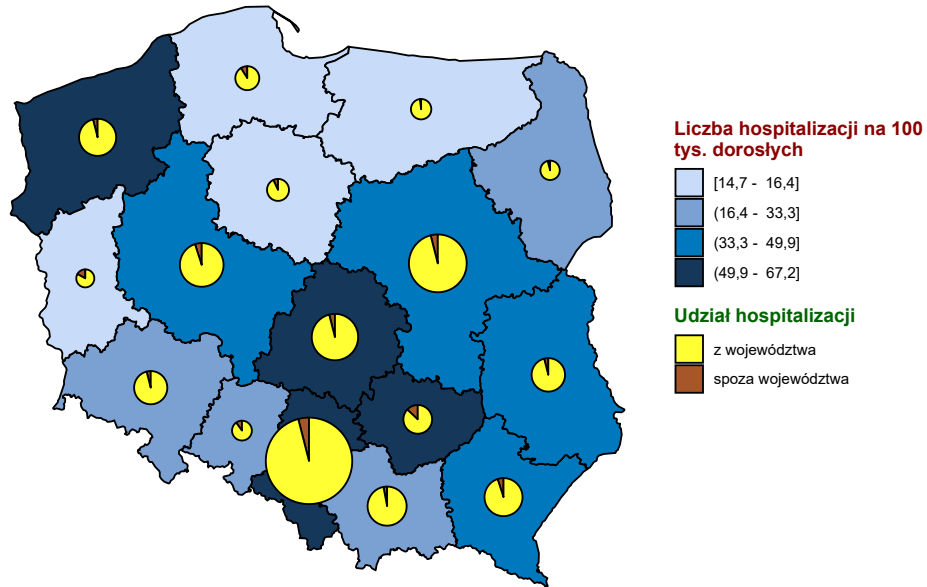 Liczba hospitalizacji na 100
tys. dorosłych
[14,7 - 16,4]
(16,4 - 33,3]
(33,3 - 49,9]
(49,9 - 67,2]
Udział hospitalizacji
z województwa
spoza województwa